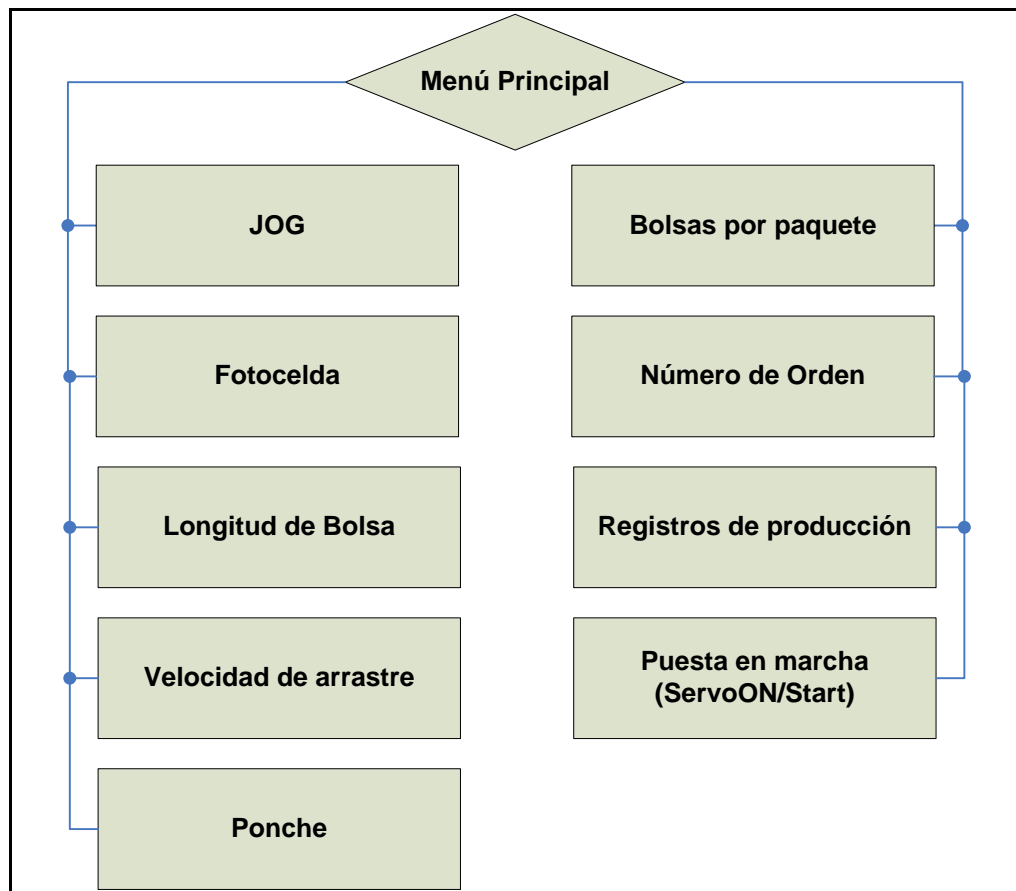 Menú Principal
JOG
Fotocelda
Longitud de Bolsa
Velocidad de arrastre
Ponche
Bolsas por paquete
Número de Orden
Registros de producción
Puesta en marcha
(ServoON/Start)